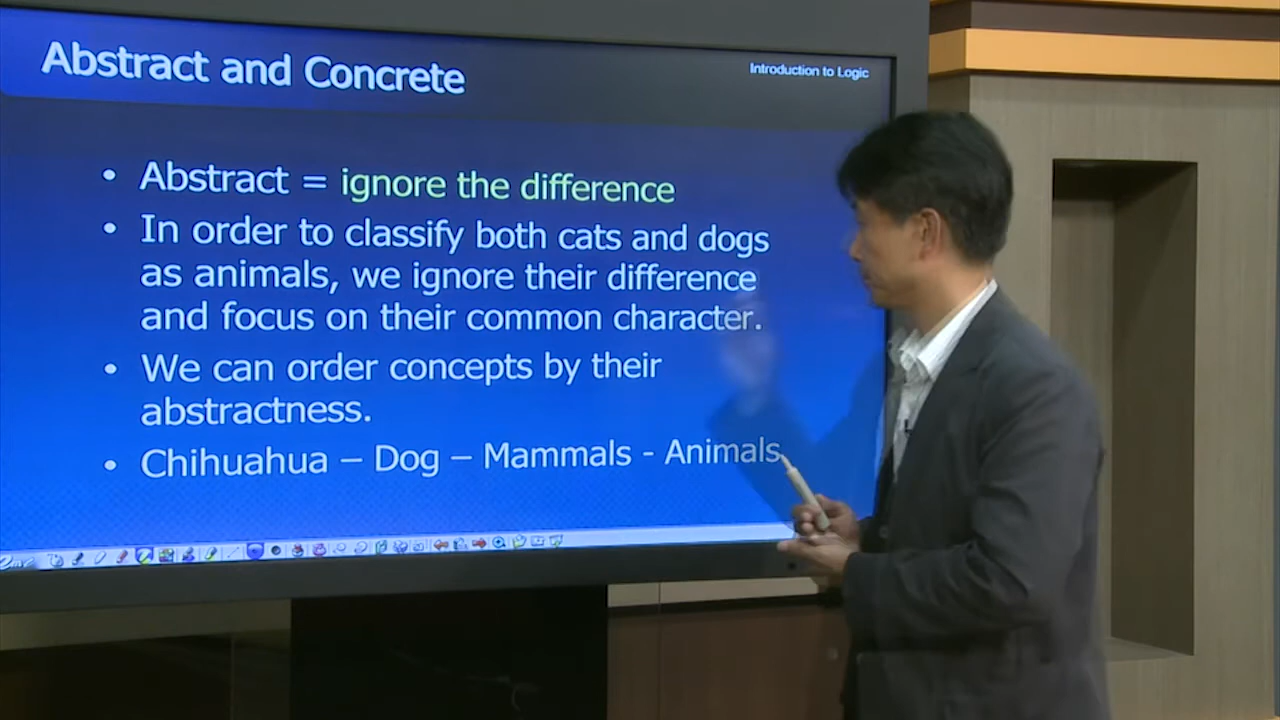 Abstract and Concrete
Introduction to Logic
• Abstract = ignore the difference
• In order to classify both cats and dogs
as animals, we ignore their difference
and focus on their common character.
• We can order concepts by their
abstractness.
• Chihuahua – Dog – Mammals - Animals